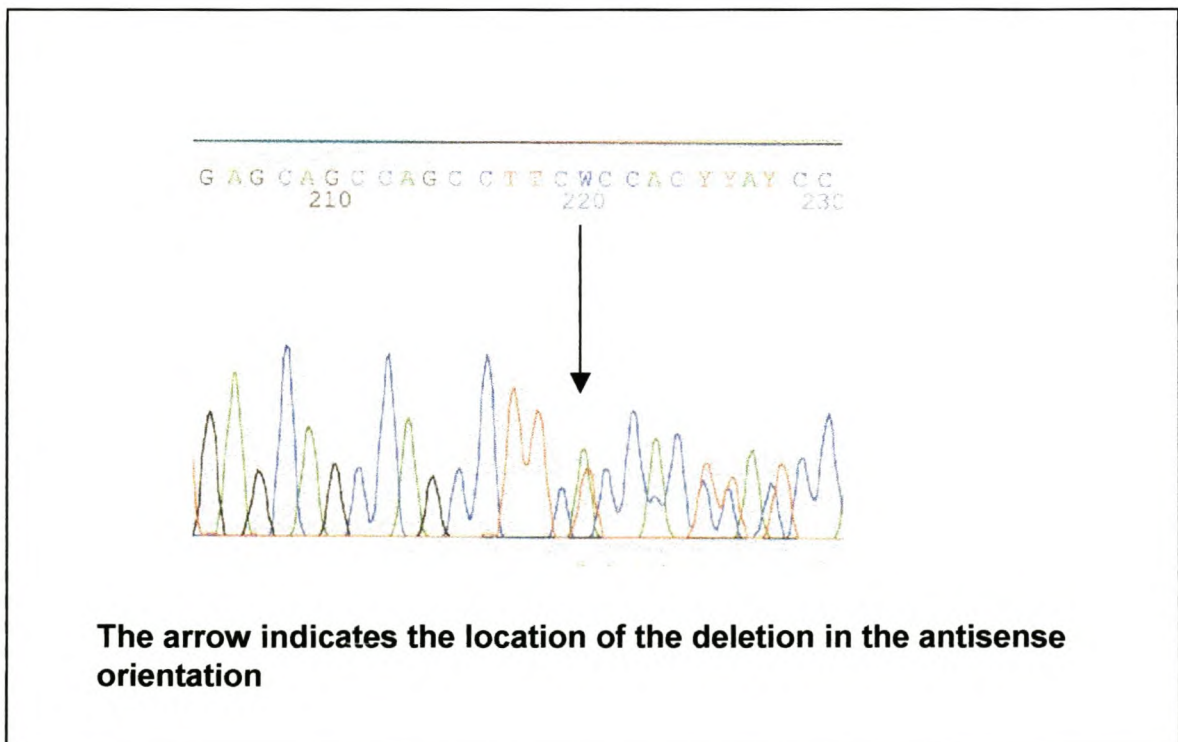 G A G C A G C C A G C C T T C W C C A C Y Y A Y C C
210 220 230
The arrow indicates the location of the deletion in the antisense
orientation